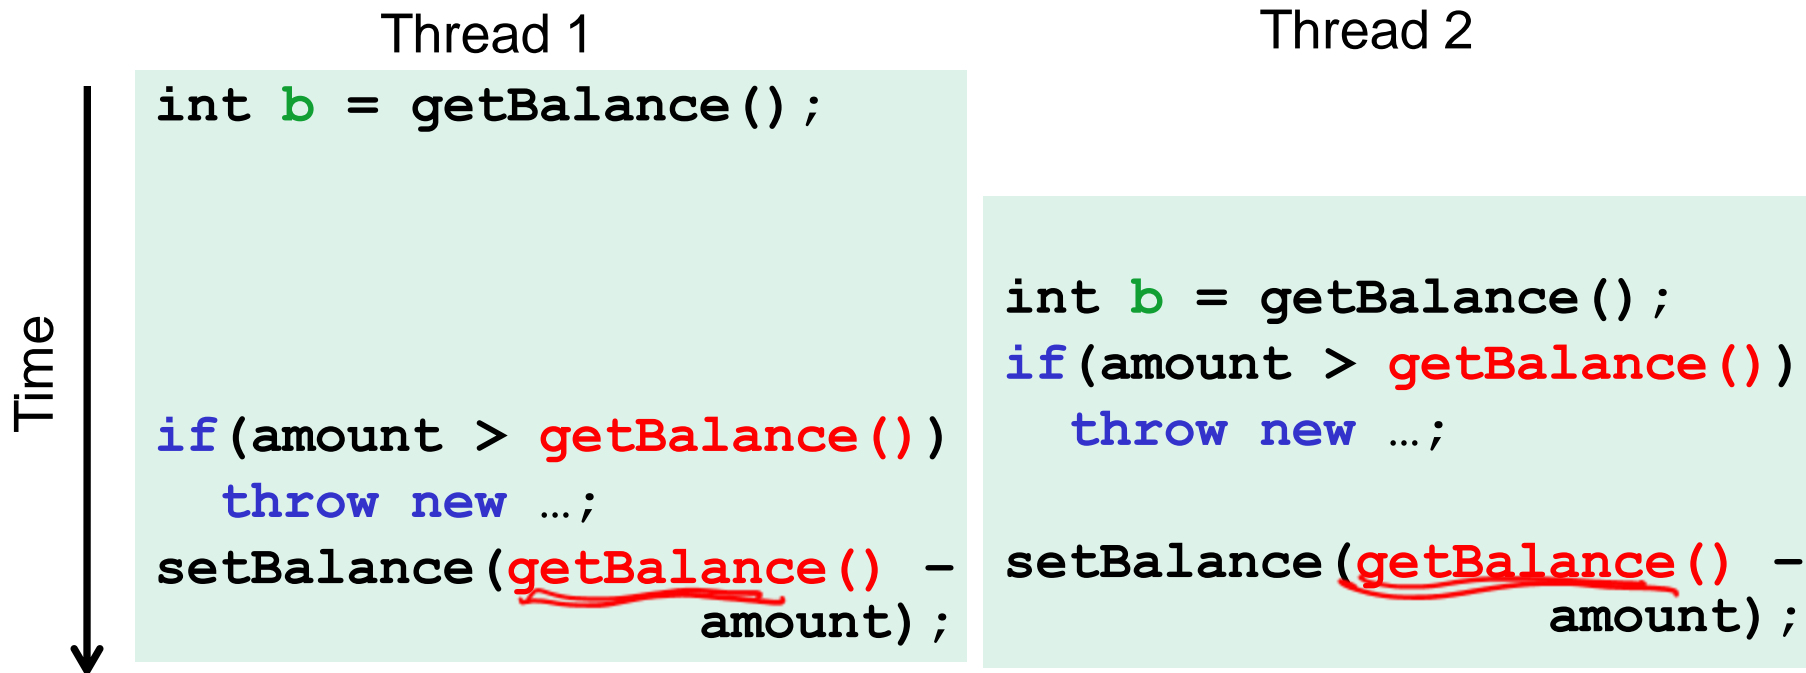 Thread 1
int b = getBalance();
if(amount > getBalance())
throw new …;
setBalance(getBalance() –
amount);
Thread 2
int b = getBalance();
if(amount > getBalance())
throw new …;
setBalance(getBalance() –
amount);
Time